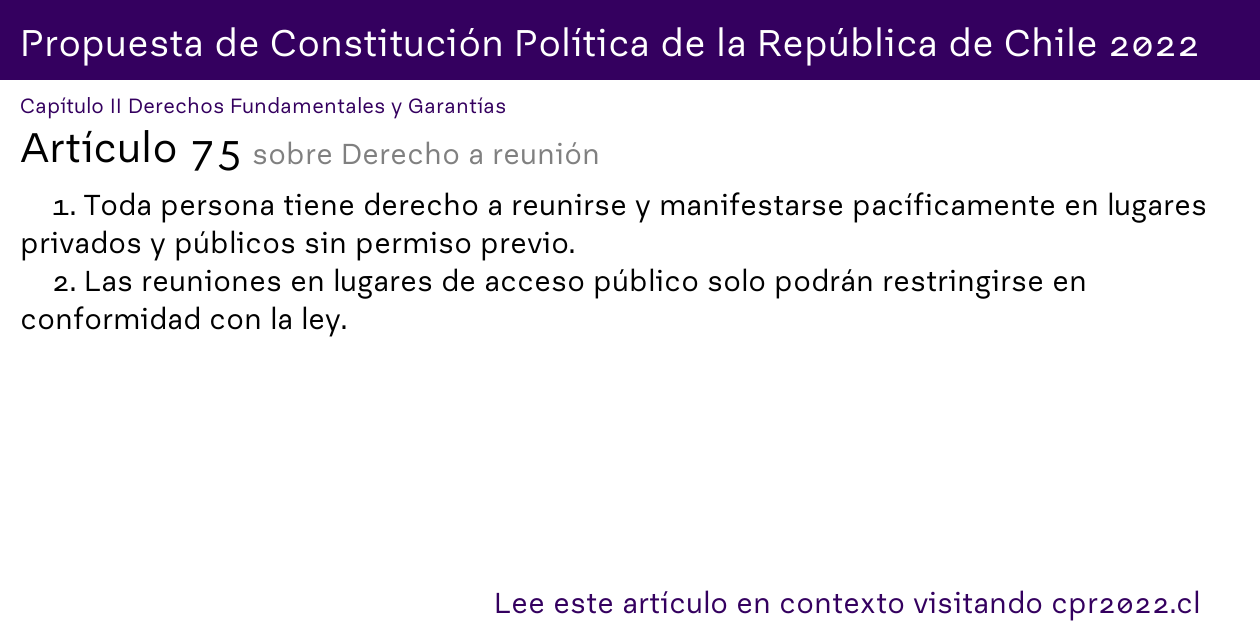 Propuesta de Constitución Política de la República de Chile 2022
Capítulo II Derechos Fundamentales y Garantías
Artículo 75 sobre Derecho a reunión
1. Toda persona tiene derecho a reunirse y manifestarse pacíficamente en lugares
privados y públicos sin permiso previo.
2. Las reuniones en lugares de acceso público solo podrán restringirse en
conformidad con la ley.
Lee este artículo en contexto visitando cpr2022.cl